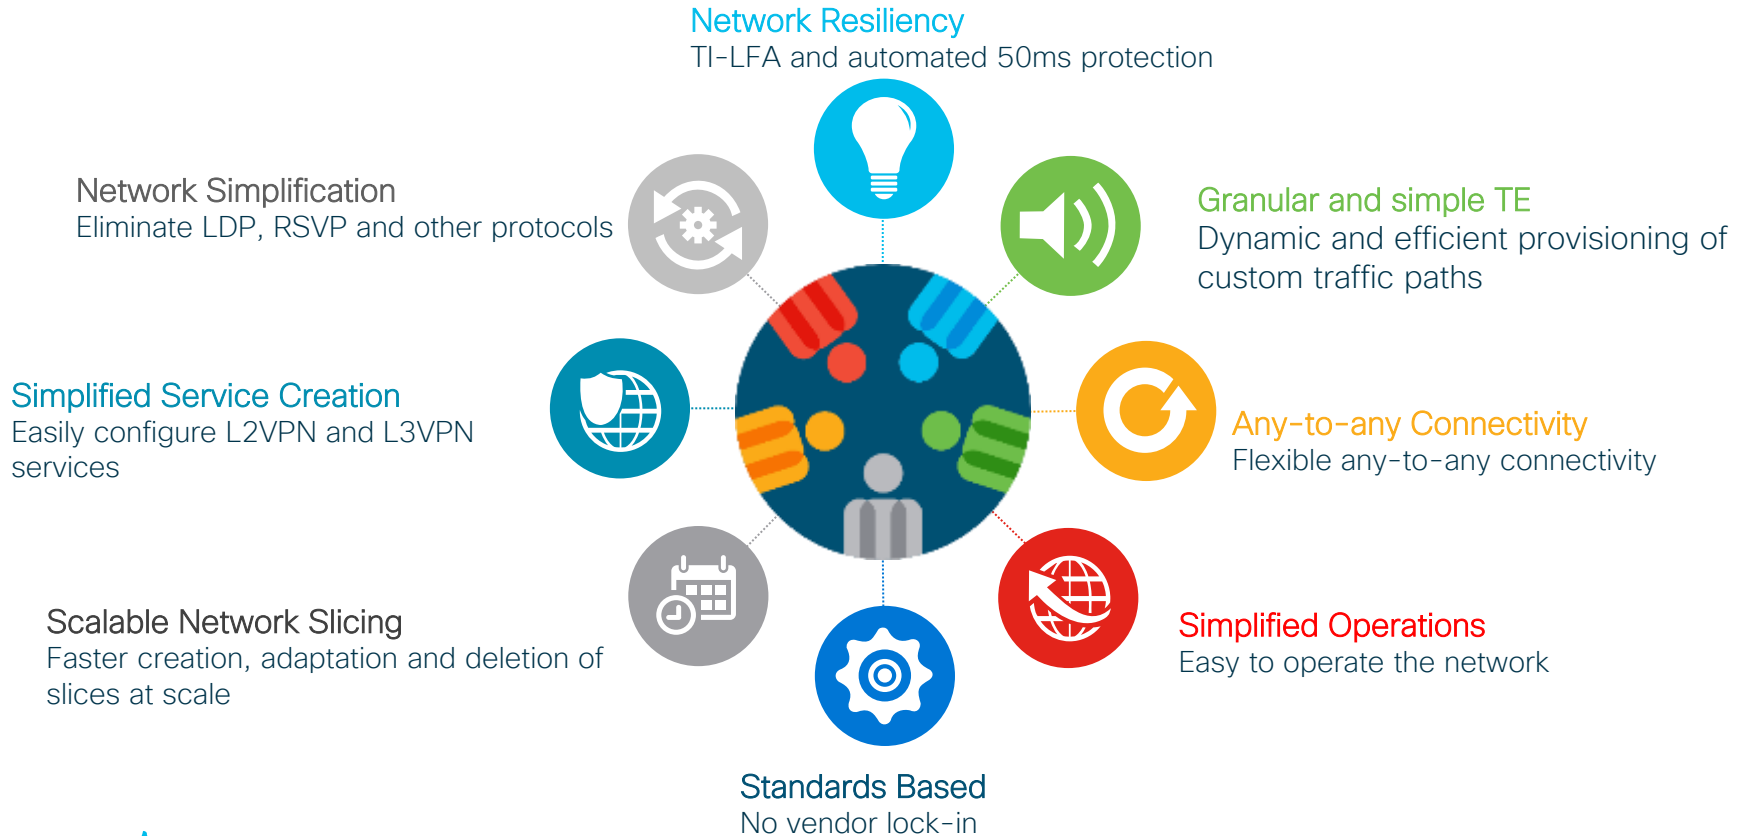 Network Resiliency
TI-LFA and automated 50ms protection
Network Simplification
Eliminate LDP, RSVP and other protocols
Granular and simple TE
Dynamic and efficient provisioning of
custom traffic paths
Simplified Service Creation
Easily configure L2VPN and L3VPN
services
Any-to-any Connectivity
Flexible any-to-any connectivity
Scalable Network Slicing
Faster creation, adaptation and deletion of
slices at scale
Simplified Operations
Easy to operate the network
Standards Based
No vendor lock-in